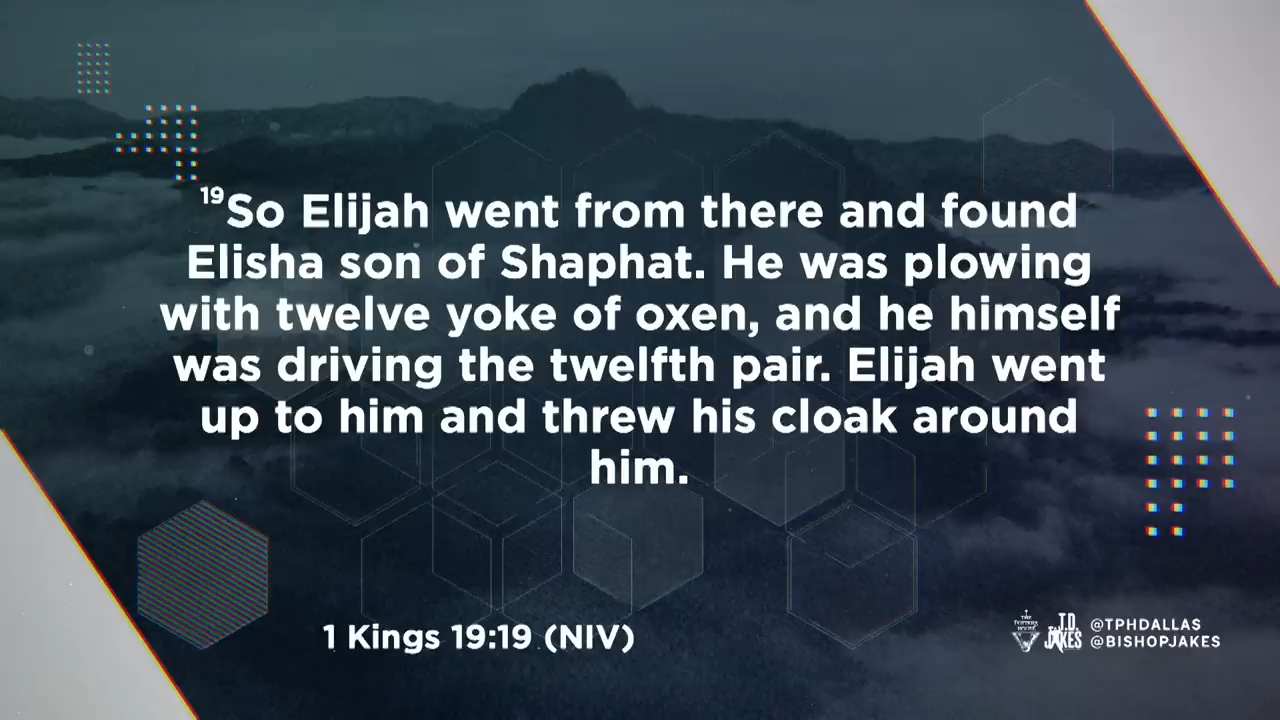 ¹⁹So Elijah went from there and found
Elisha son of Shaphat. He was plowing
with twelve yoke of oxen, and he himself
was driving the twelfth pair. Elijah went
up to him and threw his cloak around
him.
1 Kings 19:19 (NIV)
T.D.
JAKES
@TPHDALLAS
@BISHOPJAKES